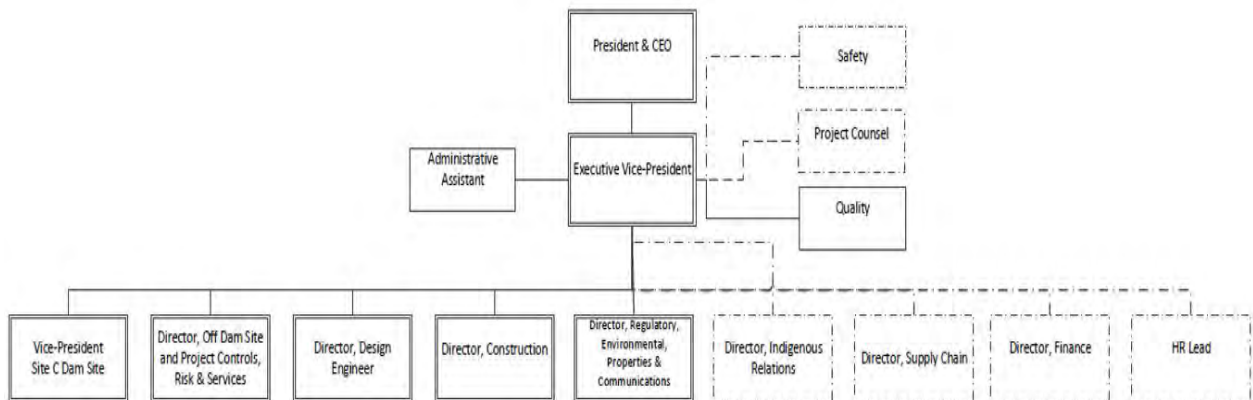 President & CEO
Safety
Project Counsel
Administrative
Assistant
Executive Vice-President
Quality
Vice-President
Site C Dam Site
Director, Off Dam Site
and Project Controls,
Risk & Services
Director, Design
Engineer
Director, Construction
Director, Regulatory,
Environmental,
Properties &
Communications
Director, Indigenous
Relations
Director, Supply Chain
Director, Finance
HR Lead